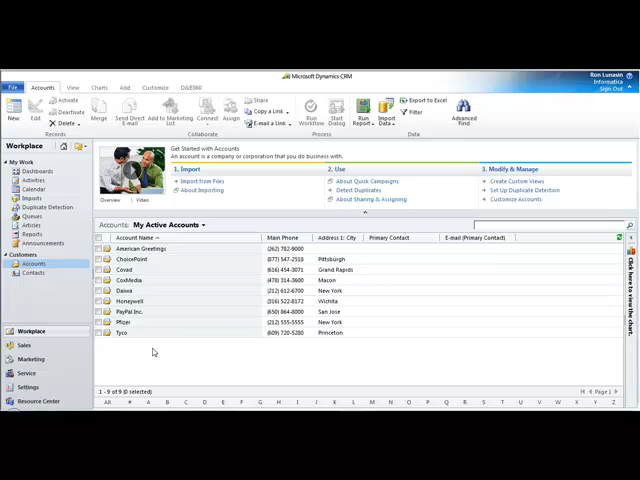 Microsoft Dynamics CRM
Ron Lunasin
Informatica
Sign Out
File Accounts View Charts Add Customize D&B360
New
Edit
Activate
Deactivate
Delete
Merge
Send Direct E-mail
Add to Marketing List
Connect
Assign
Share
Copy a Link
E-mail a Link
Run Workflow
Start Dialog
Run Report
Import Data
Export to Excel
Filter
Advanced Find
Records Collaborate Process Data
Workplace
My Work
Dashboards
Activities
Calendar
Imports
Duplicate Detection
Queues
Articles
Reports
Announcements
Customers
Accounts
Contacts
Workplace
Sales
Marketing
Service
Settings
Resource Center
Get Started with Accounts
An account is a company or corporation that you do business with.
Overview Video
1. Import
Import From Files
About Importing
2. Use
About Quick Campaigns
Detect Duplicates
About Sharing & Assigning
3. Modify & Manage
Create Custom Views
Set Up Duplicate Detection
Customize Accounts
Accounts: My Active Accounts
Account Name Main Phone Address 1: City Primary Contact E-mail (Primary Contact)
American Greetings (262) 782-9000
ChoicePoint (877) 547-2518 Pittsburgh
Covad (616) 454-3071 Grand Rapids
CoxMedia (478) 314-3600 Macon
Daiwa (212) 612-6700 New York
Honeywell (316) 522-8172 Wichita
PayPal Inc. (650) 864-8000 San Jose
Pfizer (212) 555-5555 New York
Tyco (609) 720-5280 Princeton
Click here to view the chart.
1 - 9 of 9 (0 selected) Page 1
All # A B C D E F G H I J K L M N O P Q R S T U V W X Y Z